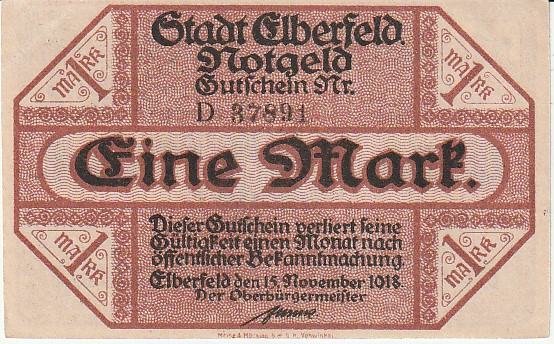 Stadt Elberfeld.
Notgeld
Gutschein Nr.
D 37891
MARK
1
MARK
1
Eine Mark.
Dieser Gutschein verliert seine
Gültigkeit einen Monat nach
öffentlicher Bekanntmachung.
Elberfeld den 15. November 1918
Der Oberbürgermeister
MARK
1
MARK
1